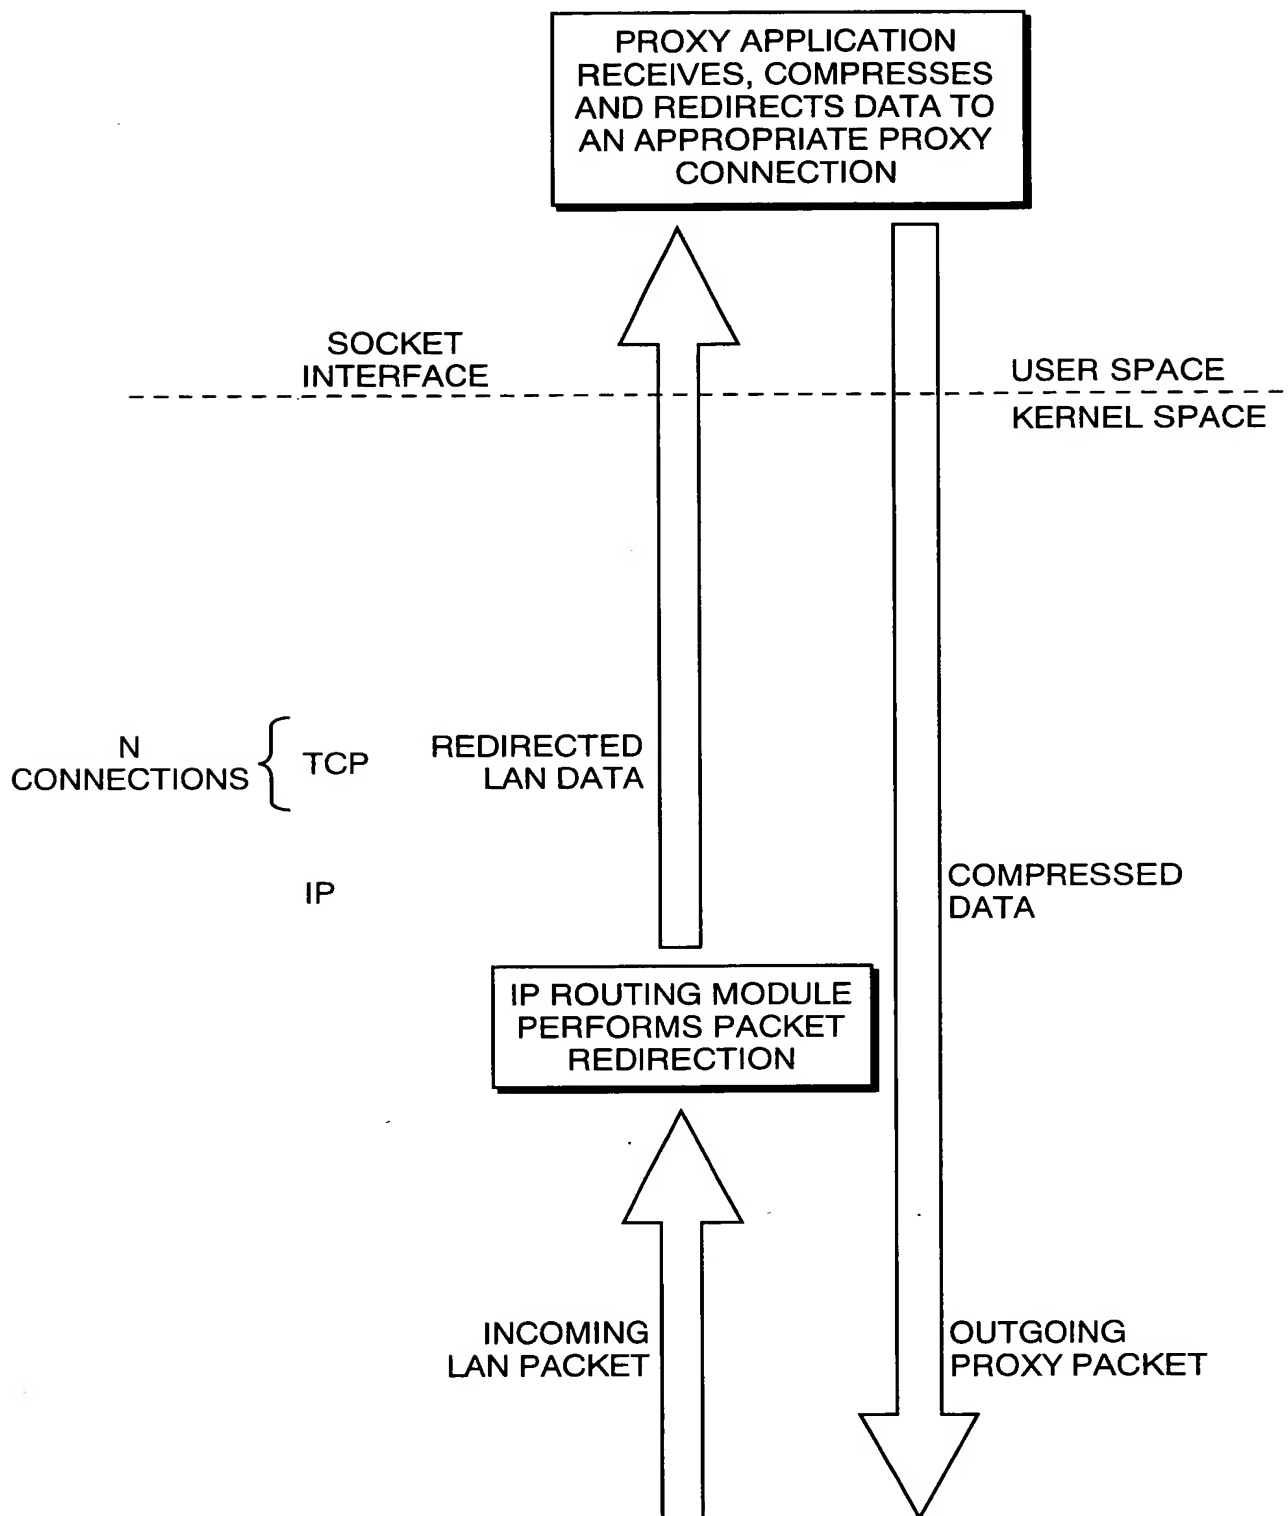 PROXY APPLICATION
RECEIVES, COMPRESSES
AND REDIRECTS DATA TO
AN APPROPRIATE PROXY
CONNECTION
SOCKET
INTERFACE
USER SPACE
KERNEL SPACE
N
CONNECTIONS
TCP
REDIRECTED
LAN DATA
IP
COMPRESSED
DATA
IP ROUTING MODULE
PERFORMS PACKET
REDIRECTION
INCOMING
LAN PACKET
OUTGOING
PROXY PACKET